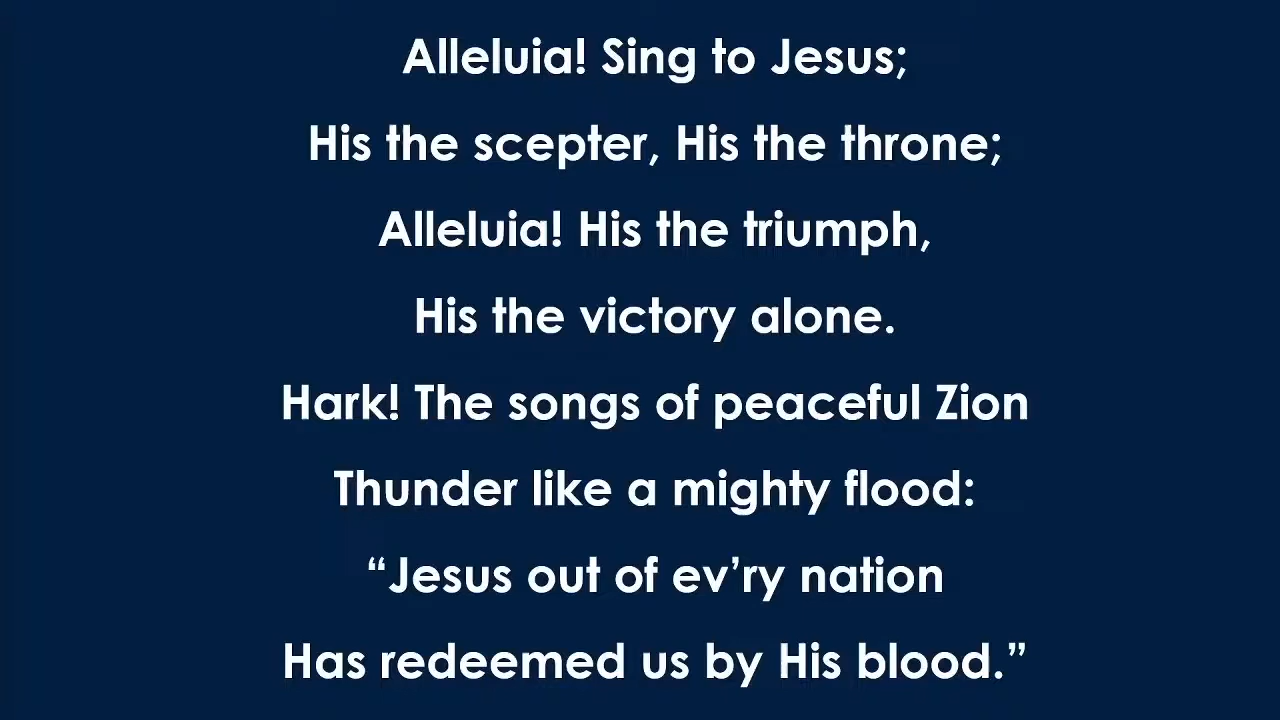 Alleluia! Sing to Jesus;
His the scepter, His the throne;
Alleluia! His the triumph,
His the victory alone.
Hark! The songs of peaceful Zion
Thunder like a mighty flood:
“Jesus out of ev’ry nation
Has redeemed us by His blood.”